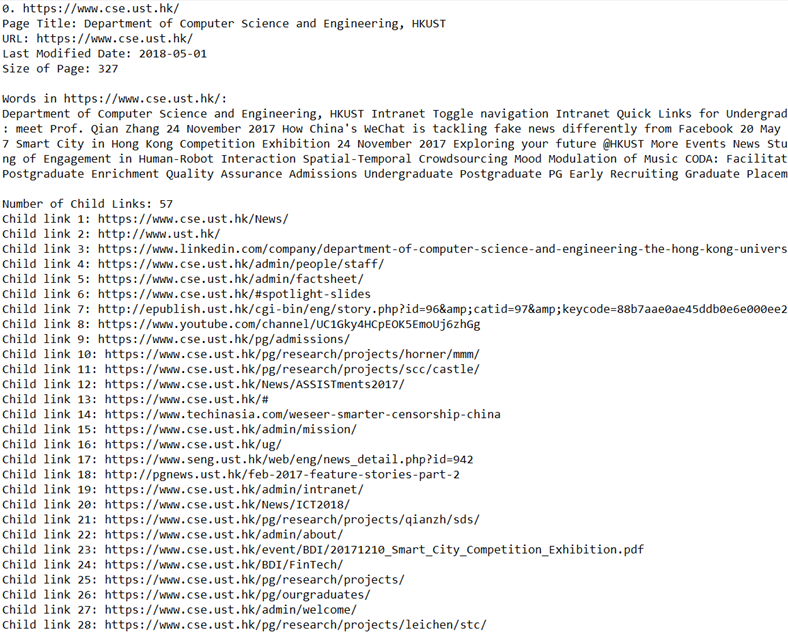 0. https://www.cse.ust.hk/
Page Title: Department of Computer Science and Engineering, HKUST
URL: https://www.cse.ust.hk/
Last Modified Date: 2018-05-01
Size of Page: 327
Words in https://www.cse.ust.hk/:
Department of Computer Science and Engineering, HKUST Intranet Toggle navigation Intranet Quick Links for Undergrad
: meet Prof. Qian Zhang 24 November 2017 How China's WeChat is tackling fake news differently from Facebook 20 May
7 Smart City in Hong Kong Competition Exhibition 24 November 2017 Exploring your future @HKUST More Events News Stu
ng of Engagement in Human-Robot Interaction Spatial-Temporal Crowdsourcing Mood Modulation of Music CODA: Facilitat
Postgraduate Enrichment Quality Assurance Admissions Undergraduate Postgraduate PG Early Recruiting Graduate Placem
Number of Child Links: 57
Child link 1: https://www.cse.ust.hk/News/
Child link 2: http://www.ust.hk/
Child link 3: https://www.linkedin.com/company/department-of-computer-science-and-engineering-the-hong-kong-univers
Child link 4: https://www.cse.ust.hk/admin/people/staff/
Child link 5: https://www.cse.ust.hk/admin/factsheet/
Child link 6: https://www.cse.ust.hk/#spotlight-slides
Child link 7: http://epublish.ust.hk/cgi-bin/eng/story.php?id=96&amp;catid=97&amp;keycode=88b7aae0ae45ddb0e6e000ee2
Child link 8: https://www.youtube.com/channel/UC1Gky4HCpEOK5EmoUj6zhGg
Child link 9: https://www.cse.ust.hk/pg/admissions/
Child link 10: https://www.cse.ust.hk/pg/research/projects/horner/mmm/
Child link 11: https://www.cse.ust.hk/pg/research/projects/scc/castle/
Child link 12: https://www.cse.ust.hk/News/ASSISTments2017/
Child link 13: https://www.cse.ust.hk/#
Child link 14: https://www.techinasia.com/weseer-smarter-censorship-china
Child link 15: https://www.cse.ust.hk/admin/mission/
Child link 16: https://www.cse.ust.hk/ug/
Child link 17: https://www.seng.ust.hk/web/eng/news_detail.php?id=942
Child link 18: http://pgnews.ust.hk/feb-2017-feature-stories-part-2
Child link 19: https://www.cse.ust.hk/admin/intranet/
Child link 20: https://www.cse.ust.hk/News/ICT2018/
Child link 21: https://www.cse.ust.hk/pg/research/projects/qianzh/sds/
Child link 22: https://www.cse.ust.hk/admin/about/
Child link 23: https://www.cse.ust.hk/event/BDI/20171210_Smart_City_Competition_Exhibition.pdf
Child link 24: https://www.cse.ust.hk/BDI/FinTech/
Child link 25: https://www.cse.ust.hk/pg/research/projects/
Child link 26: https://www.cse.ust.hk/pg/ourgraduates/
Child link 27: https://www.cse.ust.hk/admin/welcome/
Child link 28: https://www.cse.ust.hk/pg/research/projects/leichen/stc/